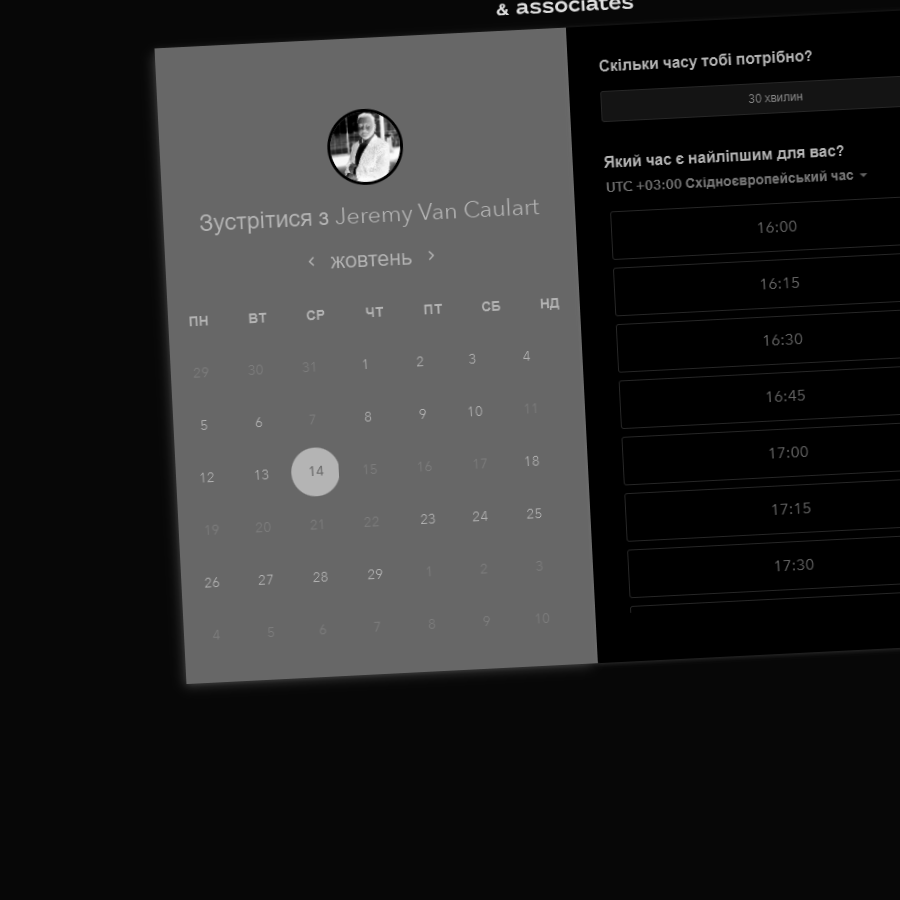 & associates
Зустрітися з Jeremy Van Caulart
жовтень
ПН ВТ СР ЧТ ПТ СБ НД
29 30 31 1 2 3 4
5 6 7 8 9 10 11
12 13 14 15 16 17 18
19 20 21 22 23 24 25
26 27 28 29 1 2 3
4 5 6 7 8 9 10
Скільки часу тобі потрібно?
30 хвилин
Який час є найліпшим для вас?
UTC +03:00 Східноєвропейський час
16:00
16:15
16:30
16:45
17:00
17:15
17:30